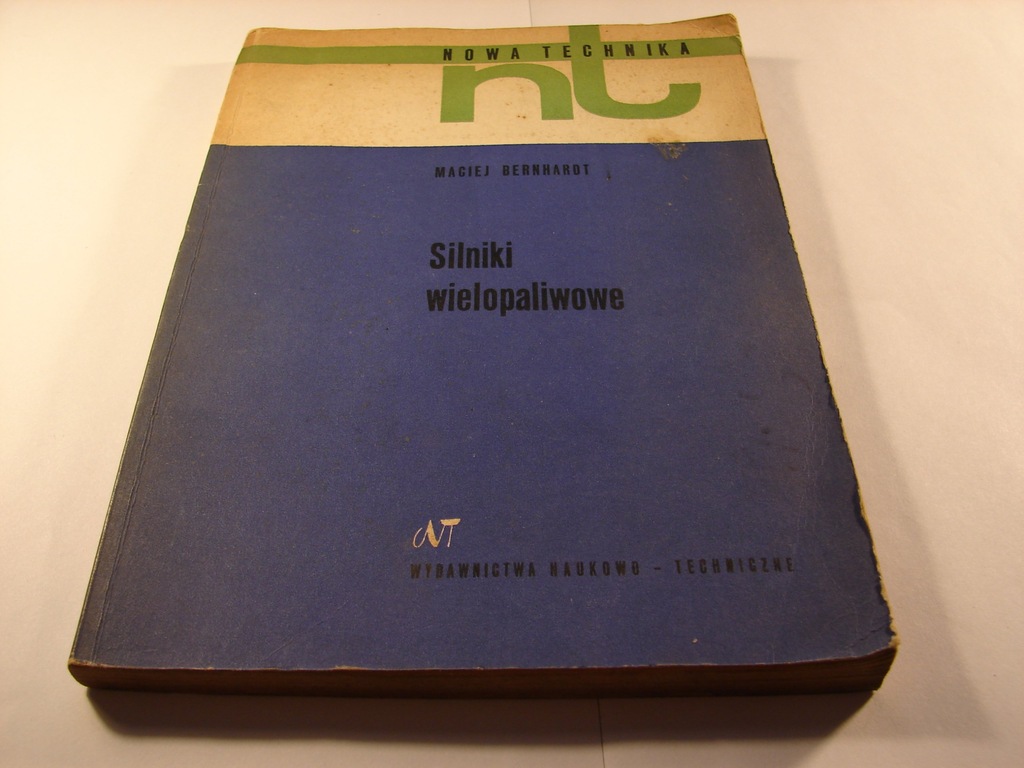 NOWA TECHNIKA
nt
MACIEJ BERNHARDT
Silniki
wielopaliwowe
WNT
WYDAWNICTWA NAUKOWO - TECHNICZNE